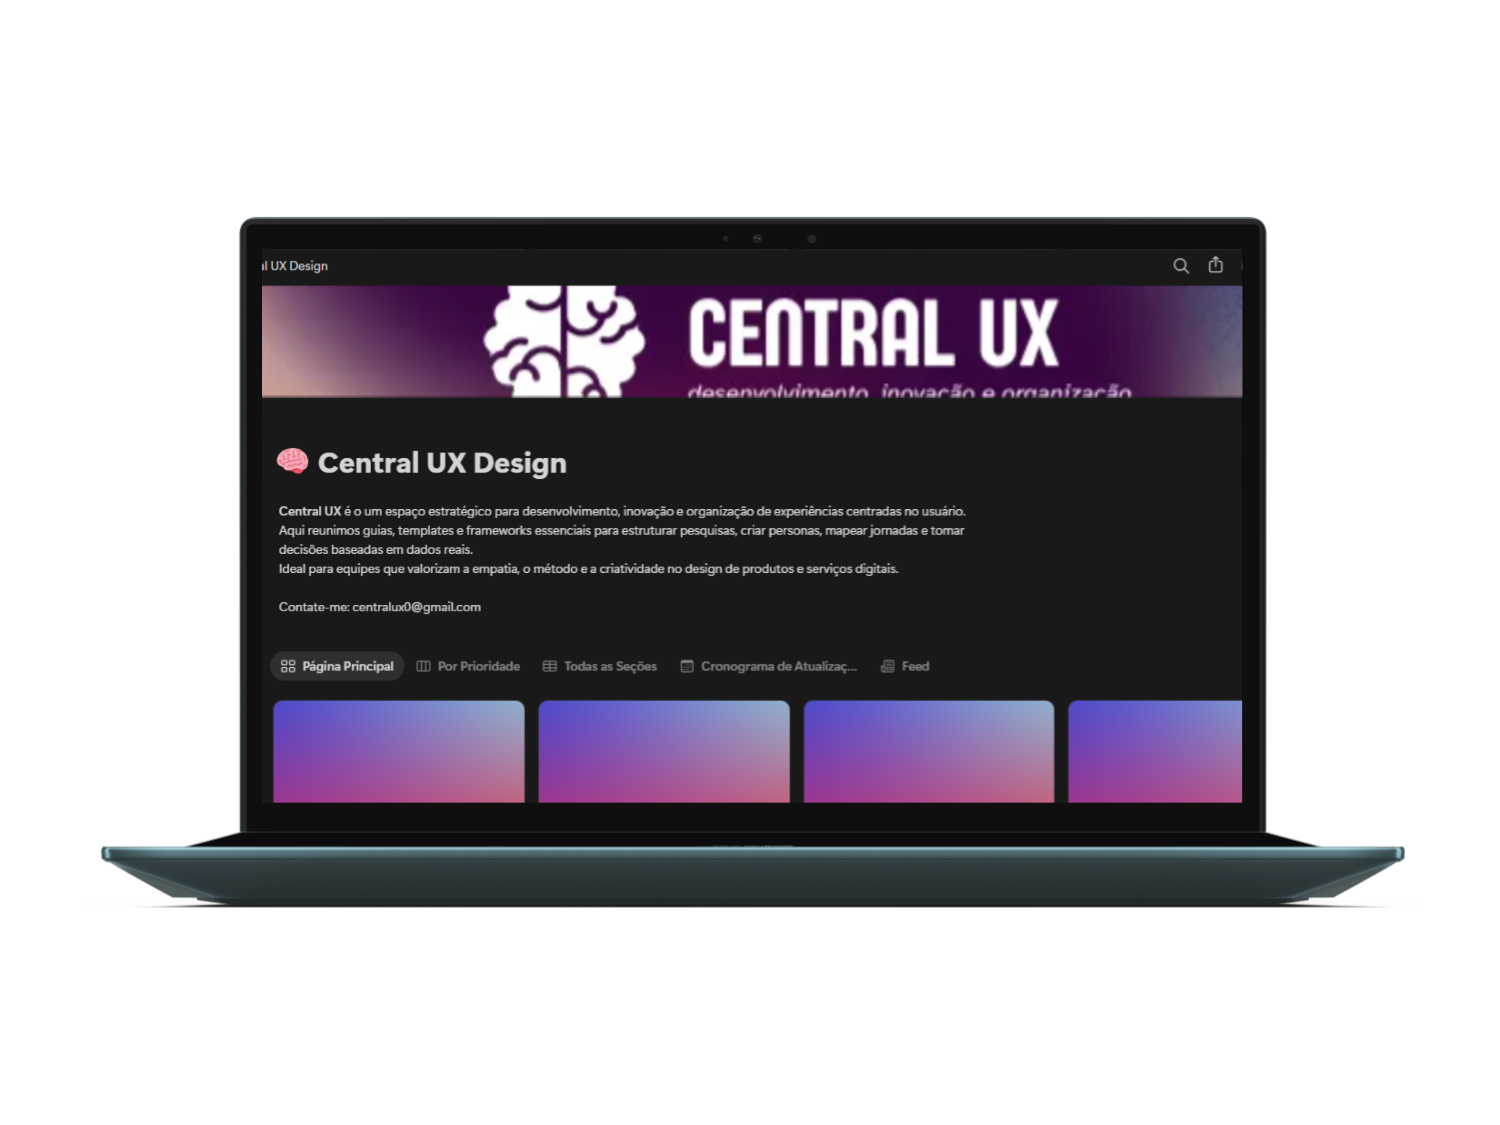 l UX Design
CENTRAL UX
desenvolvimento, inovação e organização
Central UX Design
Central UX é o um espaço estratégico para desenvolvimento, inovação e organização de experiências centradas no usuário.
Aqui reunimos guias, templates e frameworks essenciais para estruturar pesquisas, criar personas, mapear jornadas e tomar
decisões baseadas em dados reais.
Ideal para equipes que valorizam a empatia, o método e a criatividade no design de produtos e serviços digitais.
Contate-me: centralux0@gmail.com
Página Principal Por Prioridade Todas as Seções Cronograma de Atualizaç... Feed